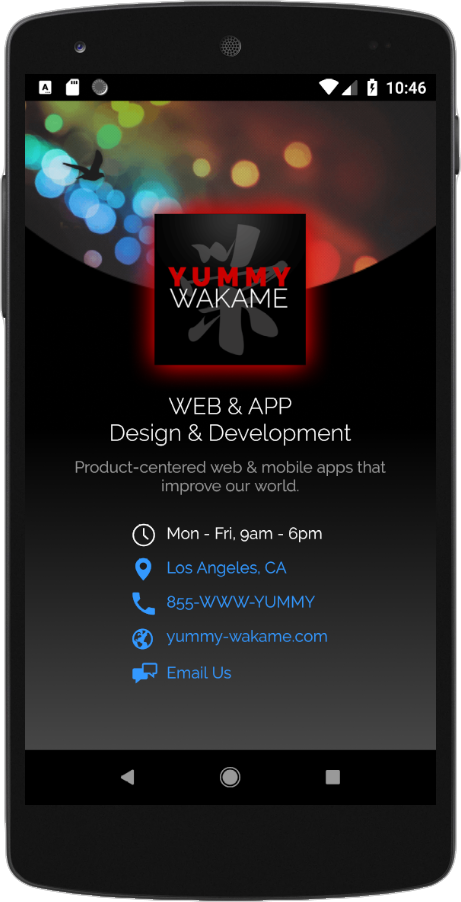 10:46
YUMMY
WAKAME
WEB & APP
Design & Development
Product-centered web & mobile apps that
improve our world.
Mon - Fri, 9am - 6pm
Los Angeles, CA
855-WWW-YUMMY
yummy-wakame.com
Email Us